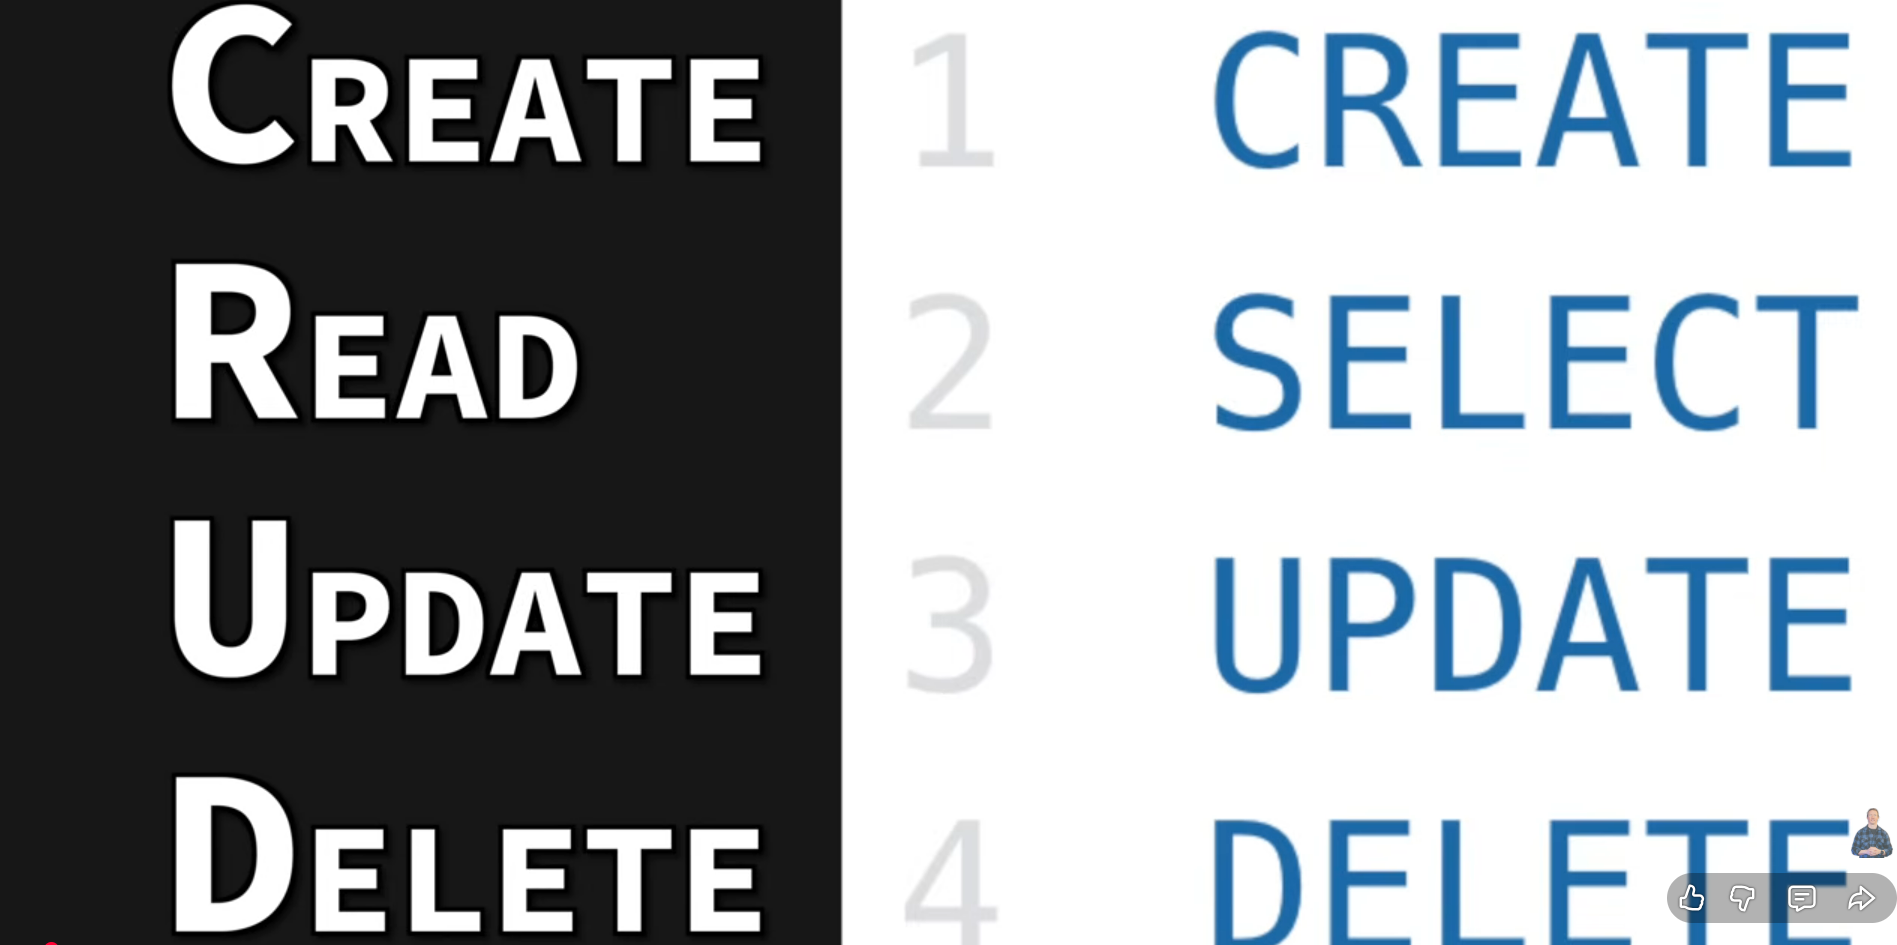 CREATE
READ
UPDATE
DELETE
1 CREATE
2 SELECT
3 UPDATE
4 DELETE